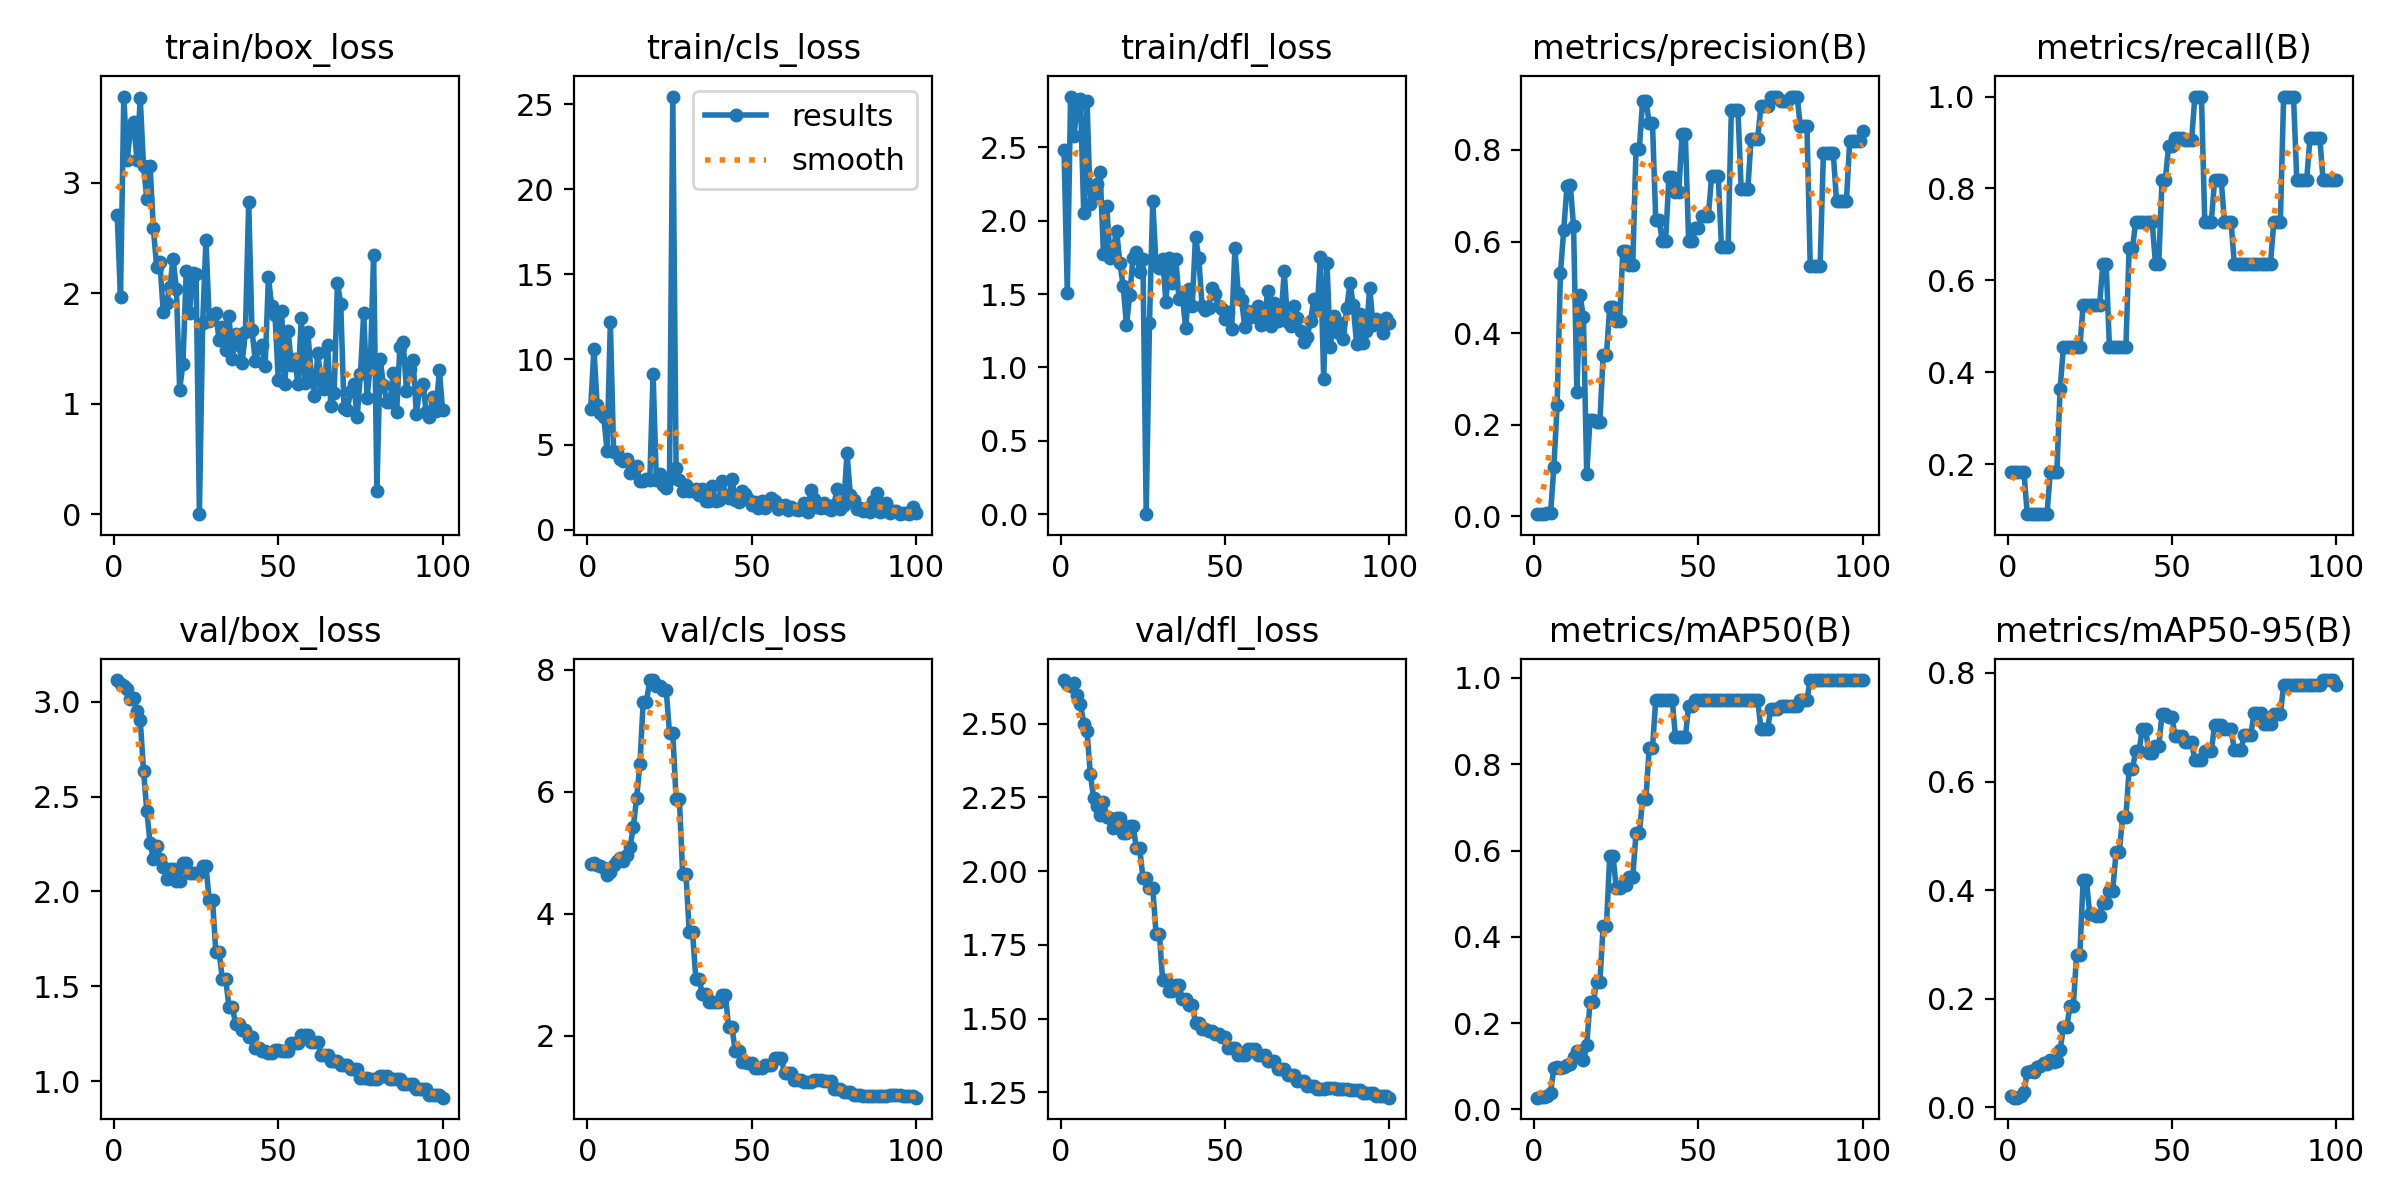 train/box_loss
train/cls_loss
train/dfl_loss
metrics/precision(B)
metrics/recall(B)
3
2
1
0
0 50 100
25
20
15
10
5
0
results
smooth
0 50 100
2.5
2.0
1.5
1.0
0.5
0.0
0 50 100
0.8
0.6
0.4
0.2
0.0
0 50 100
1.0
0.8
0.6
0.4
0.2
0 50 100
val/box_loss
val/cls_loss
val/dfl_loss
metrics/mAP50(B)
metrics/mAP50-95(B)
3.0
2.5
2.0
1.5
1.0
0 50 100
8
6
4
2
0 50 100
2.50
2.25
2.00
1.75
1.50
1.25
0 50 100
1.0
0.8
0.6
0.4
0.2
0.0
0 50 100
0.8
0.6
0.4
0.2
0.0
0 50 100